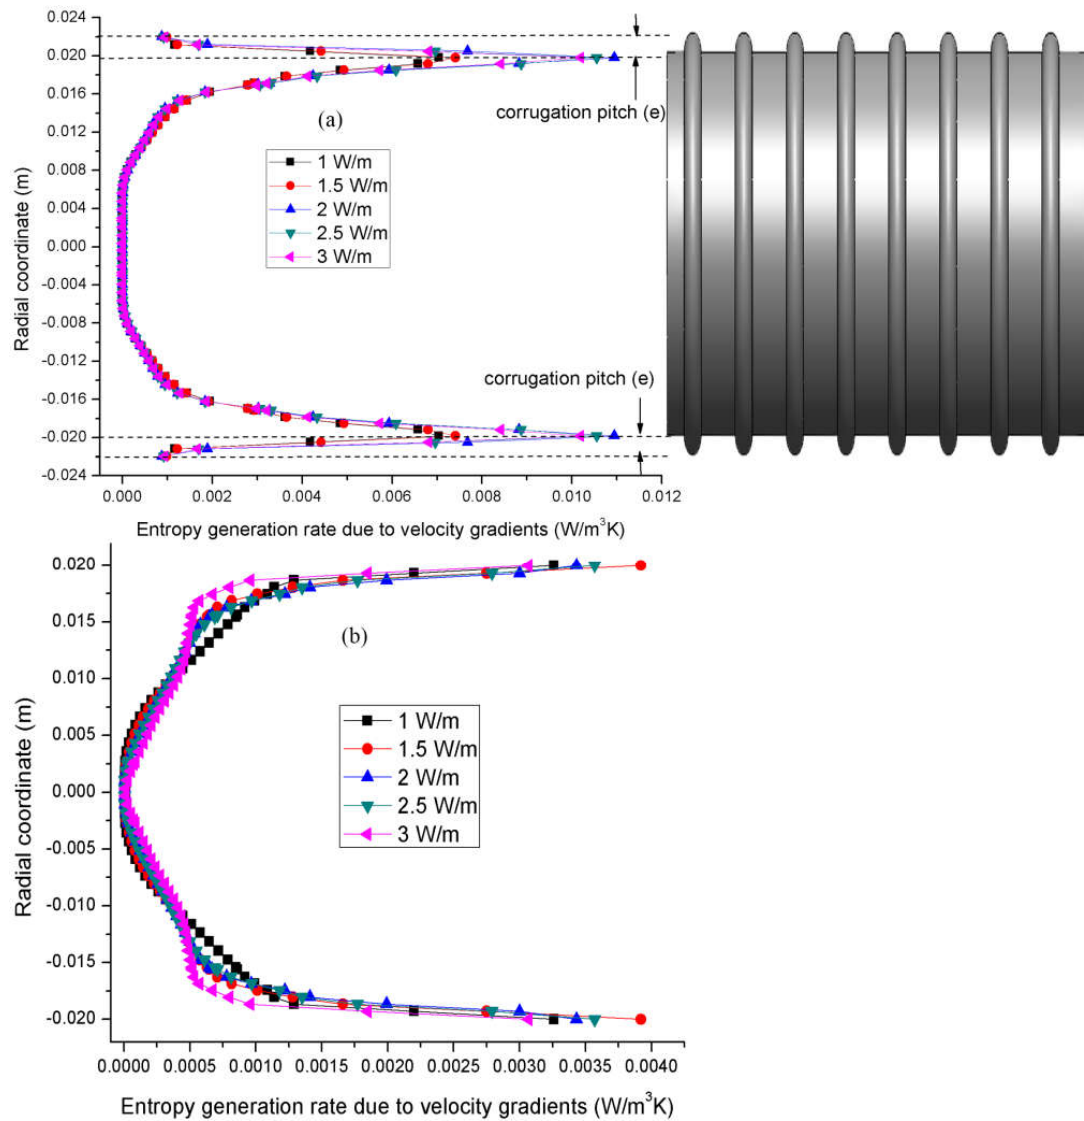 0.024
0.020
0.016
0.012
0.008
0.004
0.000
-0.004
-0.008
-0.012
-0.016
-0.020
-0.024
Radial coordinate (m)
(a)
1 W/m
1.5 W/m
2 W/m
2.5 W/m
3 W/m
corrugation pitch (e)
corrugation pitch (e)
0.000 0.002 0.004 0.006 0.008 0.010 0.012
Entropy generation rate due to velocity gradients (W/m³K)
0.020
0.015
0.010
0.005
0.000
-0.005
-0.010
-0.015
-0.020
Radial coordinate (m)
(b)
1 W/m
1.5 W/m
2 W/m
2.5 W/m
3 W/m
0.0000 0.0005 0.0010 0.0015 0.0020 0.0025 0.0030 0.0035 0.0040
Entropy generation rate due to velocity gradients (W/m³K)